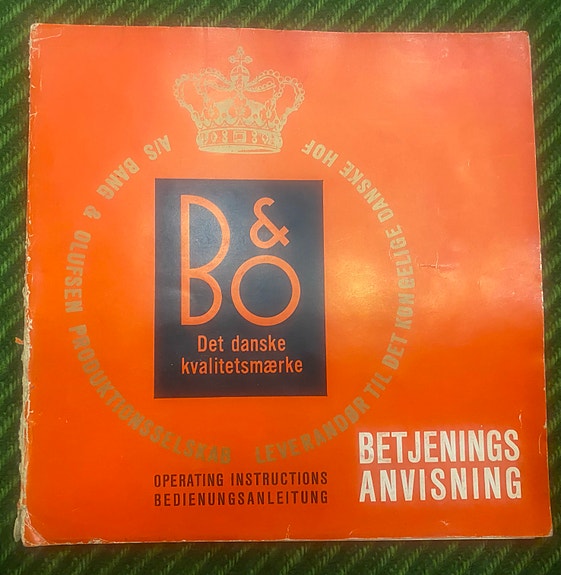 A/S BANG & OLUFSEN PRODUKTIONSSELSKAB
LEVERANDØR TIL DET KONGELIGE DANSKE HOF
B&O
Det danske
kvalitetsmærke
BETJENINGS
ANVISNING
OPERATING INSTRUCTIONS
BEDIENUNGSANLEITUNG